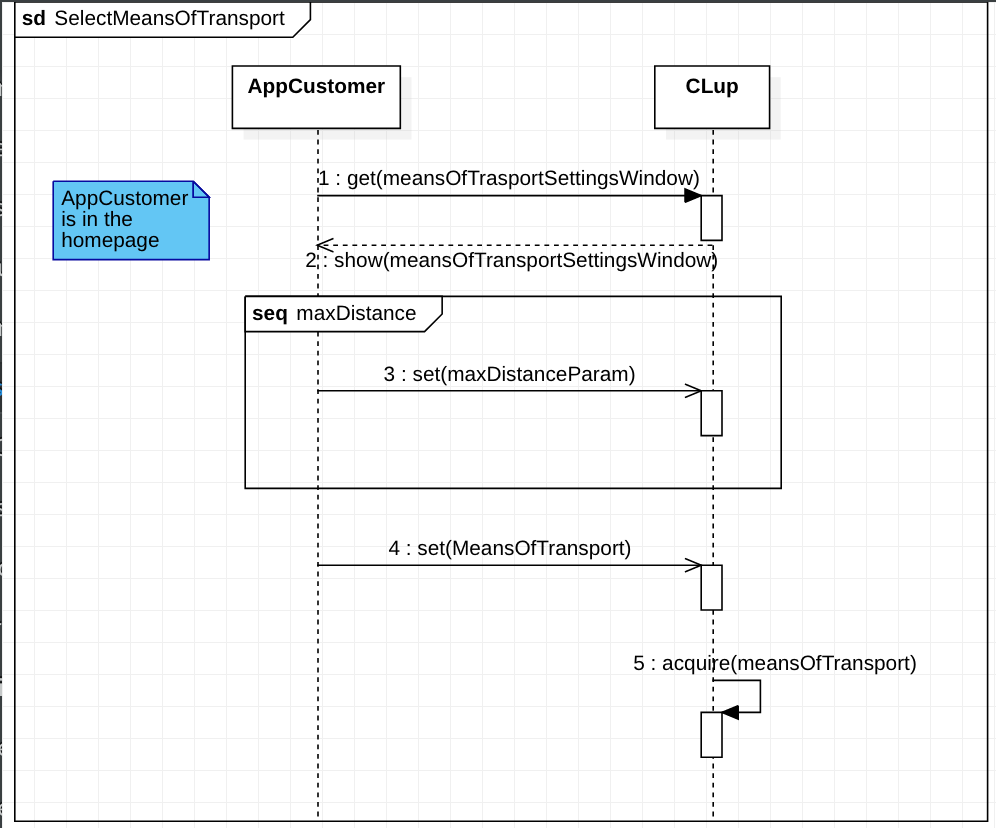 sd SelectMeansOfTransport
AppCustomer
CLup
1 : get(meansOfTrasportSettingsWindow)
AppCustomer
is in the
homepage
2 : show(meansOfTransportSettingsWindow)
seq maxDistance
3 : set(maxDistanceParam)
4 : set(MeansOfTransport)
5 : acquire(meansOfTransport)